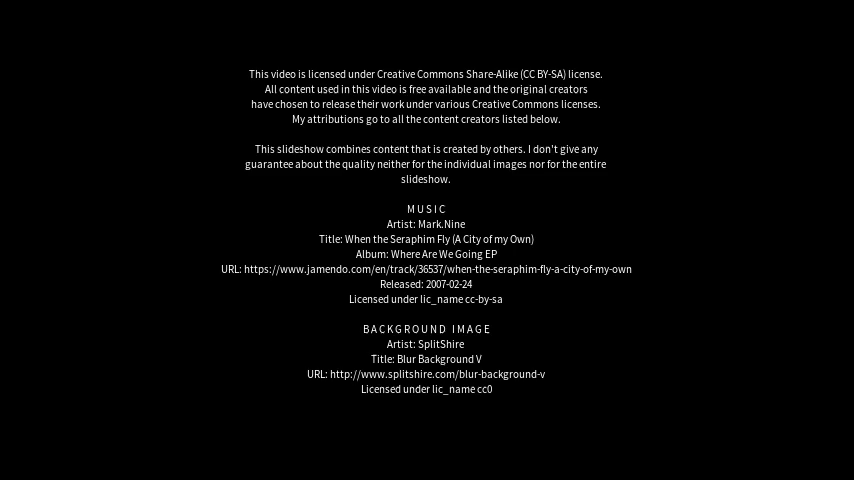 This video is licensed under Creative Commons Share-Alike (CC BY-SA) license.
All content used in this video is free available and the original creators
have chosen to release their work under various Creative Commons licenses.
My attributions go to all the content creators listed below.
This slideshow combines content that is created by others. I don't give any
guarantee about the quality neither for the individual images nor for the entire
slideshow.
MUSIC
Artist: Mark.Nine
Title: When the Seraphim Fly (A City of my Own)
Album: Where Are We Going EP
URL: https://www.jamendo.com/en/track/36537/when-the-seraphim-fly-a-city-of-my-own
Released: 2007-02-24
Licensed under lic_name cc-by-sa
BACKGROUND IMAGE
Artist: SplitShire
Title: Blur Background V
URL: http://www.splitshire.com/blur-background-v
Licensed under lic_name cc0